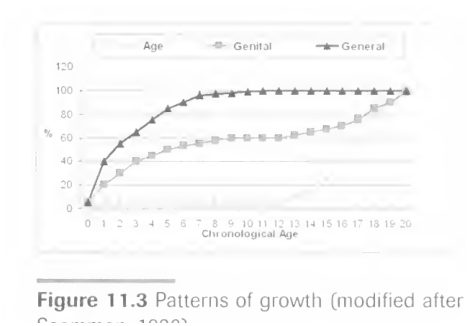 Age Genital General
120
100
80
%
60
40
20
0
0 1 2 3 4 5 6 7 8 9 10 11 12 13 14 15 16 17 18 19 20
Chronological Age
Figure 11.3 Patterns of growth (modified after